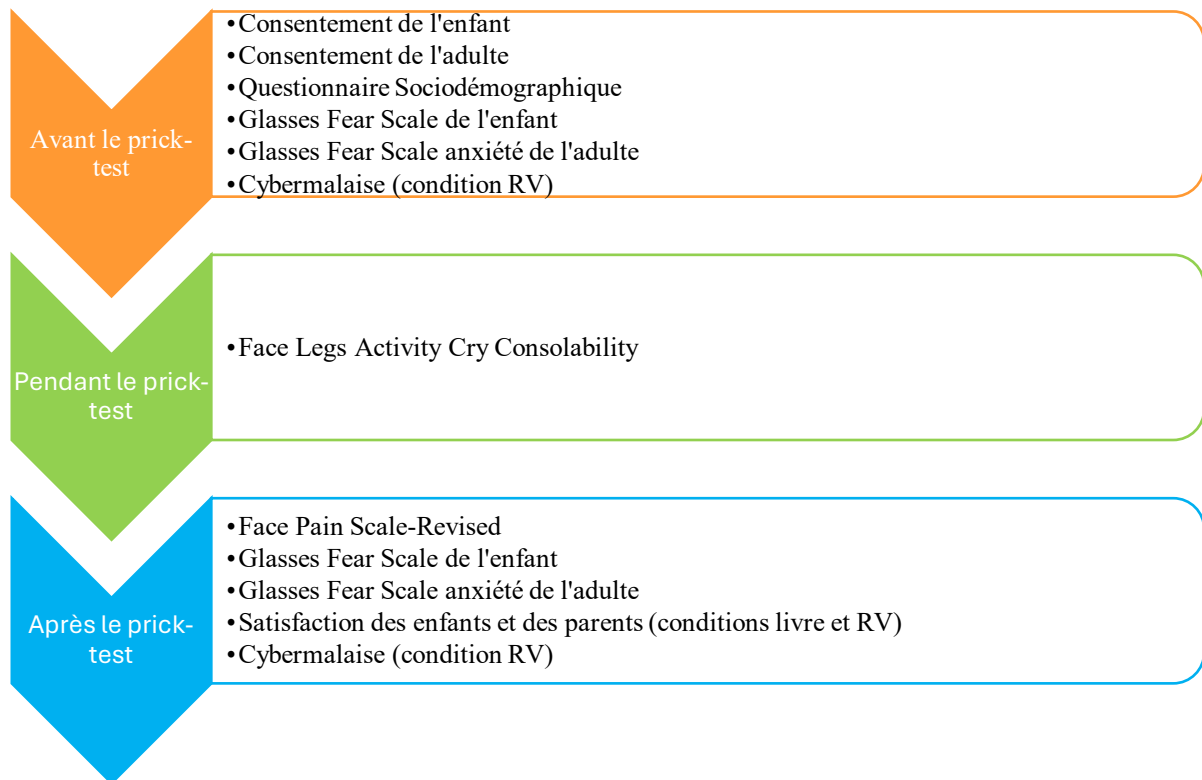 Avant le prick-
test
•Consentement de l'enfant
•Consentement de l'adulte
•Questionnaire Sociodémographique
•Glasses Fear Scale de l'enfant
•Glasses Fear Scale anxiété de l'adulte
•Cybermalaise (condition RV)
Pendant le prick-
test
•Face Legs Activity Cry Consolability
Après le prick-
test
•Face Pain Scale-Revised
•Glasses Fear Scale de l'enfant
•Glasses Fear Scale anxiété de l'adulte
•Satisfaction des enfants et des parents (conditions livre et RV)
•Cybermalaise (condition RV)